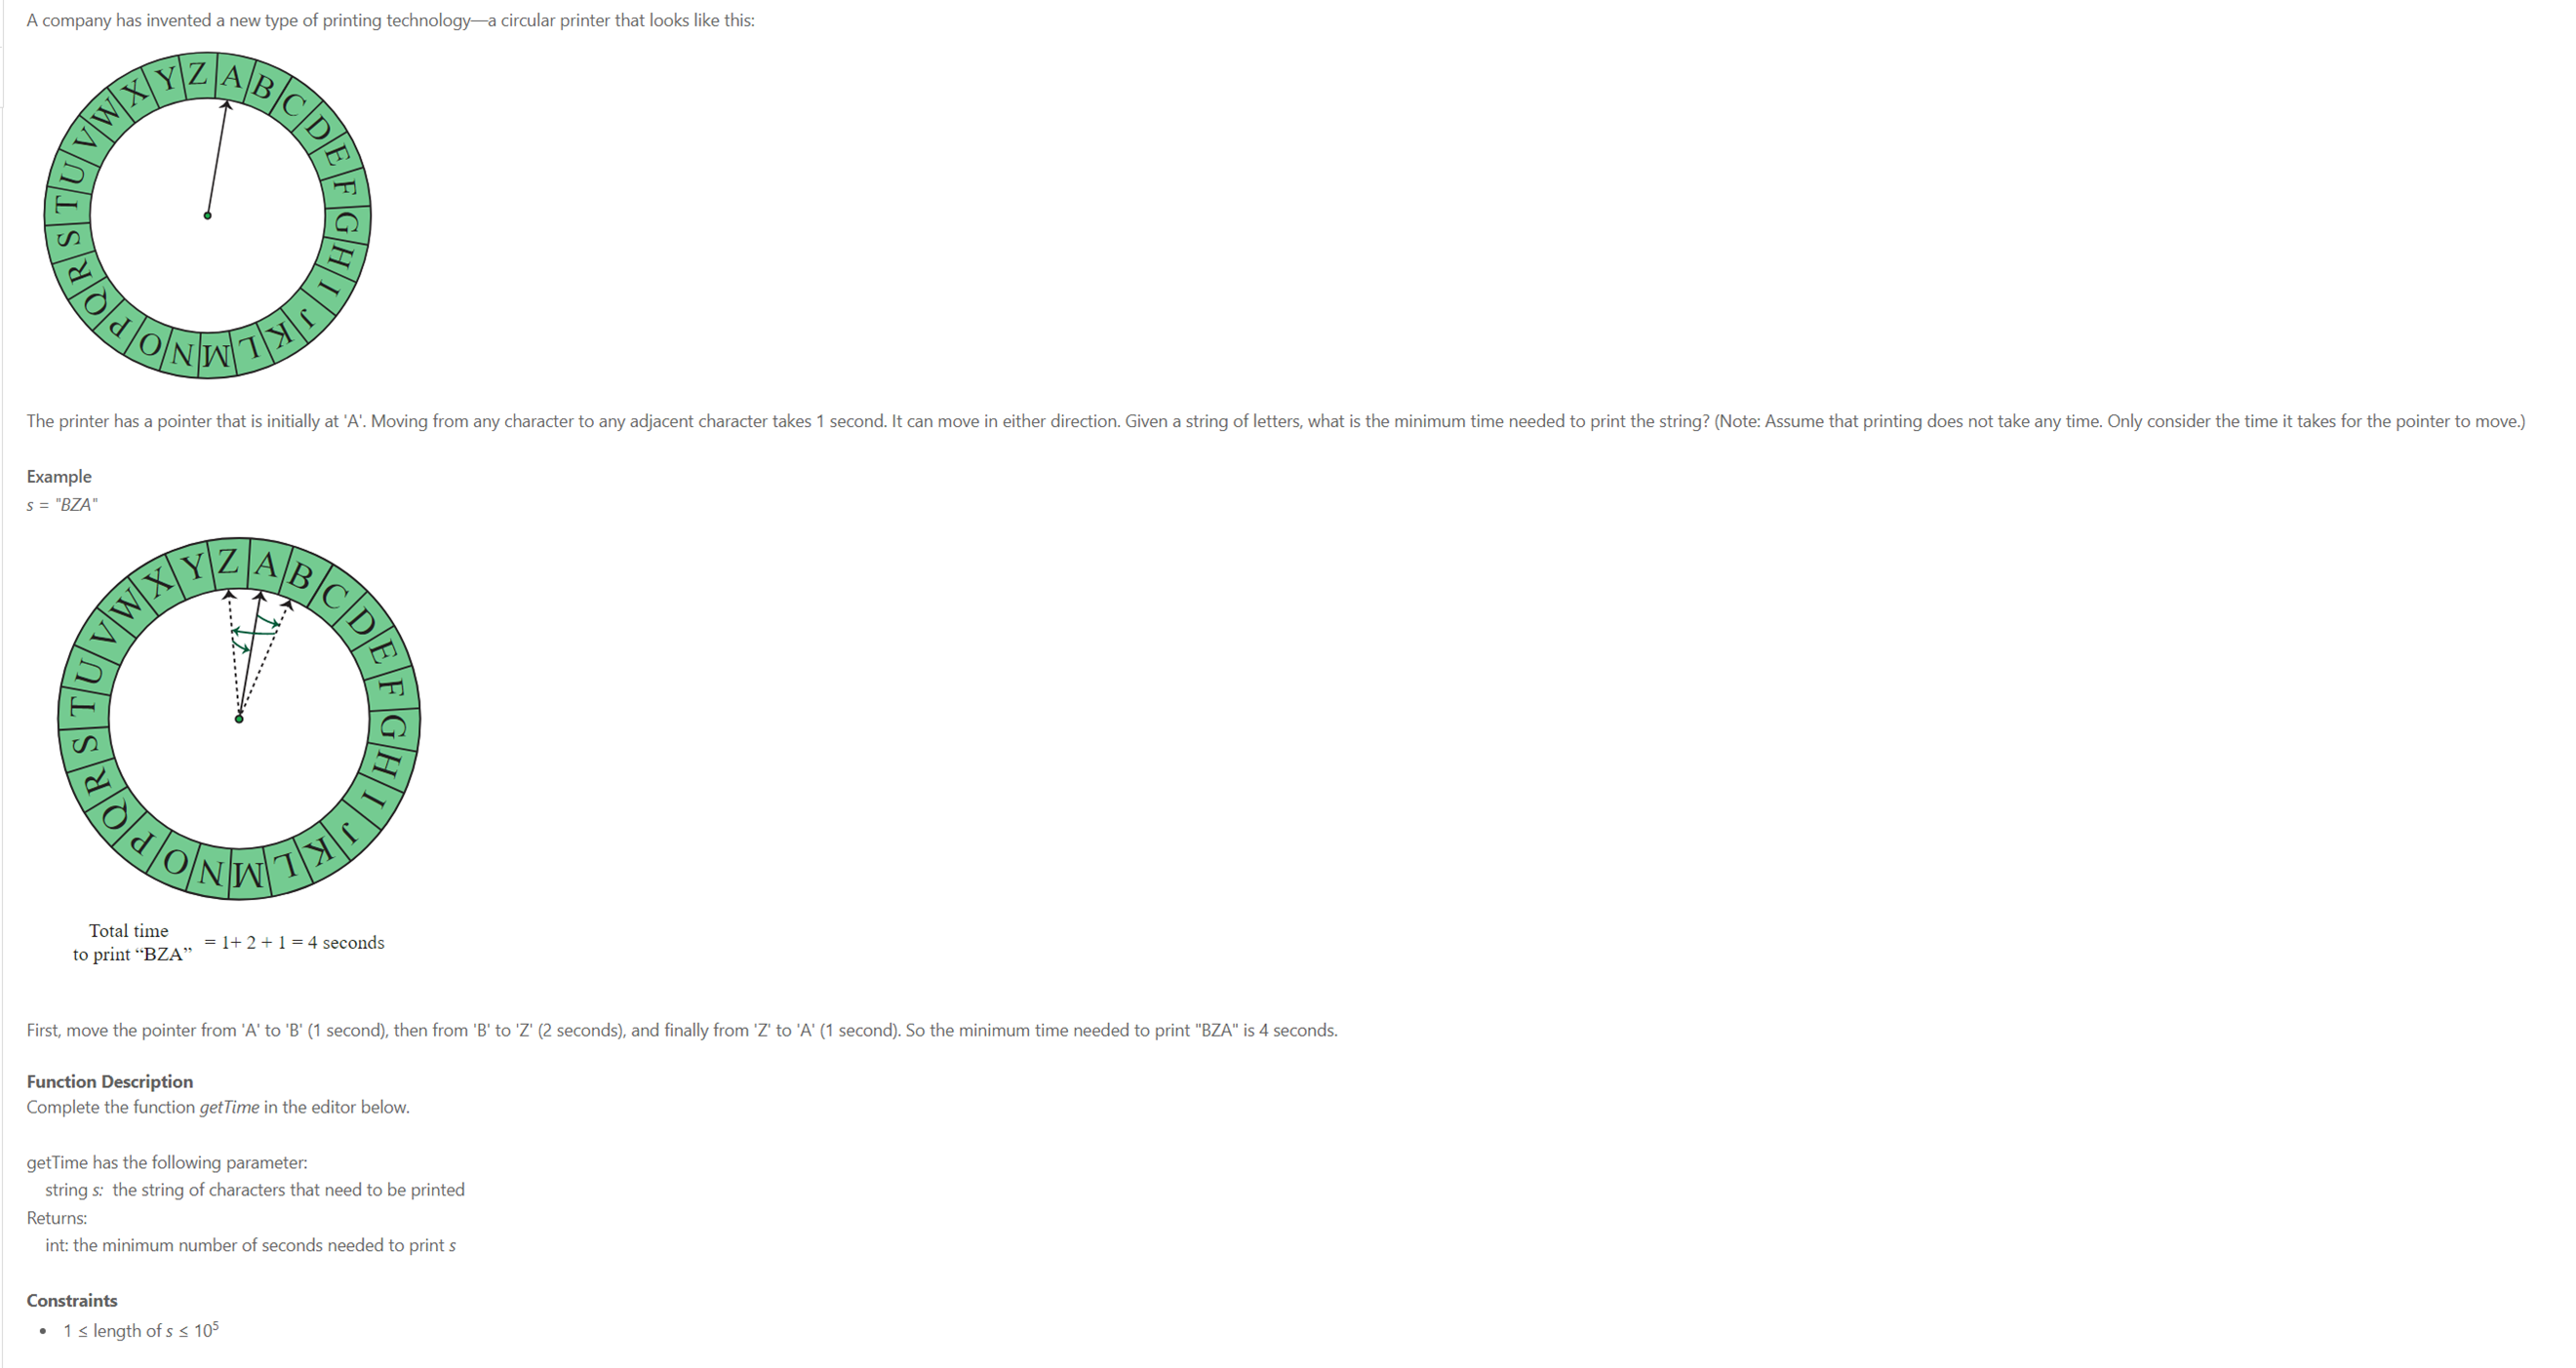 A company has invented a new type of printing technology—a circular printer that looks like this:
A B C D E F G H I J K L M N O P Q R S T U V W X Y Z
The printer has a pointer that is initially at 'A'. Moving from any character to any adjacent character takes 1 second. It can move in either direction. Given a string of letters, what is the minimum time needed to print the string? (Note: Assume that printing does not take any time. Only consider the time it takes for the pointer to move.)
Example
s = "BZA"
A B C D E F G H I J K L M N O P Q R S T U V W X Y Z
Total time
to print “BZA” = 1+ 2 + 1 = 4 seconds
First, move the pointer from 'A' to 'B' (1 second), then from 'B' to 'Z' (2 seconds), and finally from 'Z' to 'A' (1 second). So the minimum time needed to print "BZA" is 4 seconds.
Function Description
Complete the function getTime in the editor below.
getTime has the following parameter:
string s: the string of characters that need to be printed
Returns:
int: the minimum number of seconds needed to print s
Constraints
• 1 ≤ length of s ≤ 10⁵